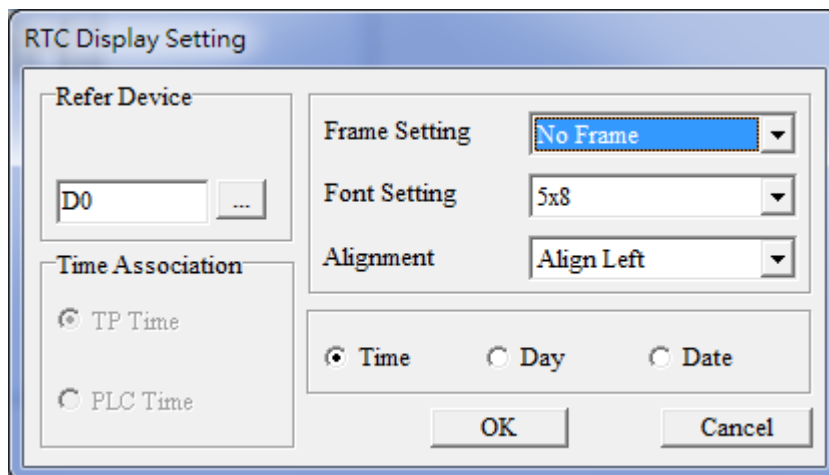 RTC Display Setting
Refer Device
D0
...
Time Association
TP Time
PLC Time
Frame Setting
No Frame
Font Setting
5x8
Alignment
Align Left
Time
Day
Date
OK
Cancel